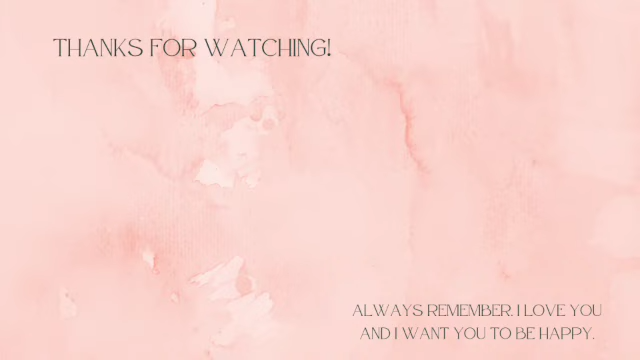 THANKS FOR WATCHING!
ALWAYS REMEMBER. I LOVE YOU
AND I WANT YOU TO BE HAPPY.